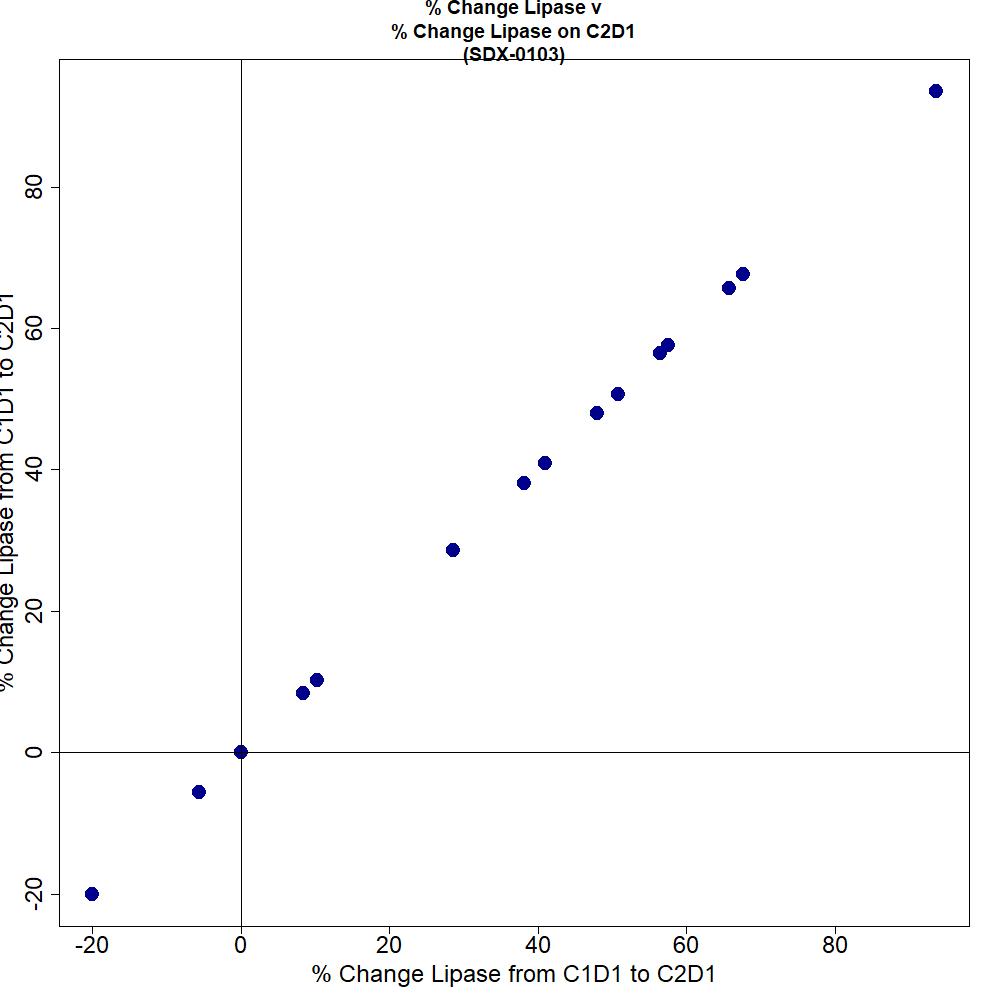 % Change Lipase v
% Change Lipase on C2D1
(SDX-0103)
% Change Lipase from C1D1 to C2D1
80
60
40
20
0
-20
-20 0 20 40 60 80
% Change Lipase from C1D1 to C2D1